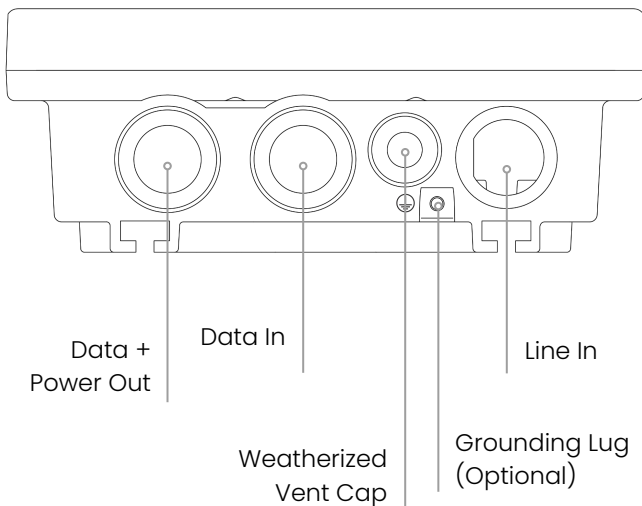 Data +
Power Out
Data In
Line In
Weatherized
Vent Cap
Grounding Lug
(Optional)